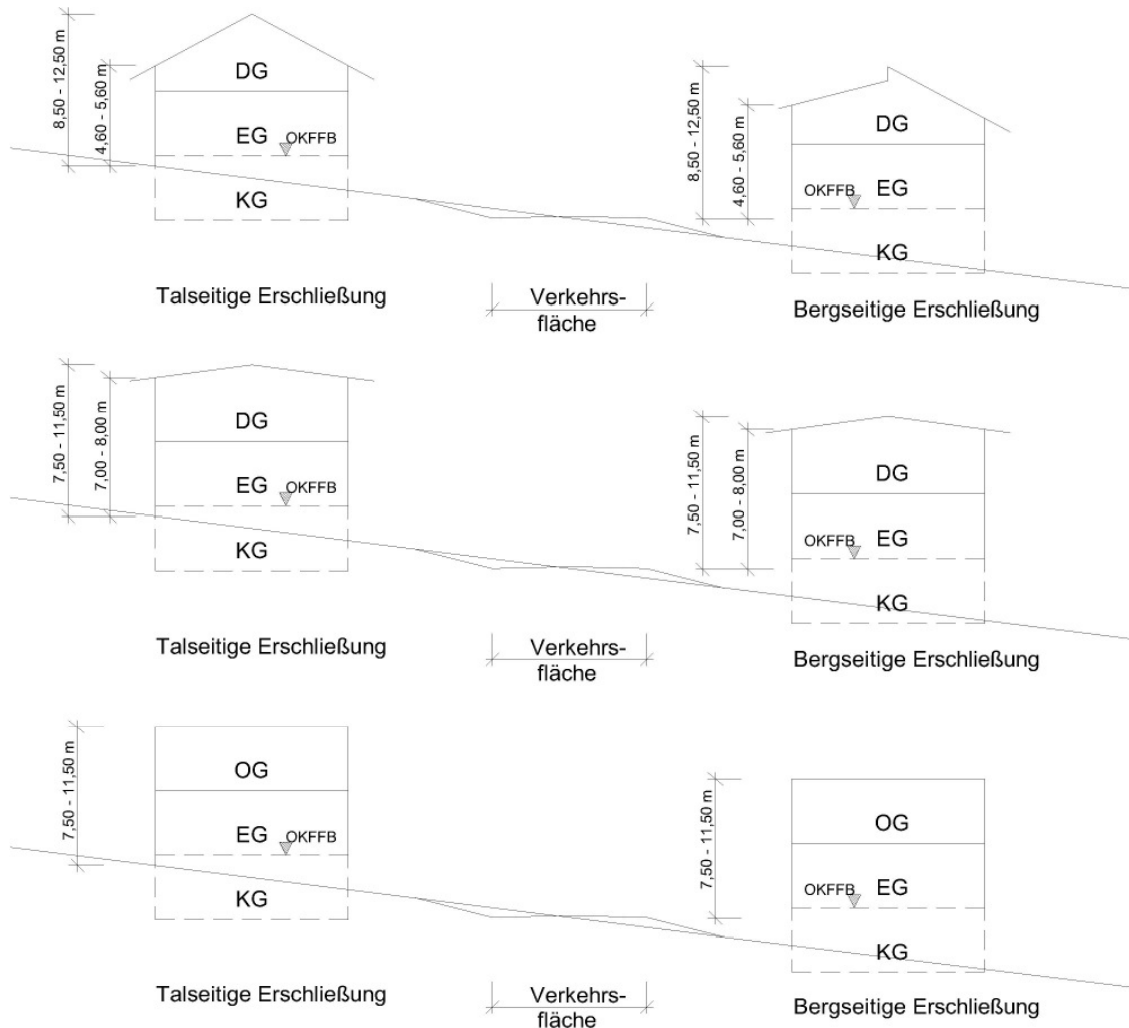 8,50 - 12,50 m
4,60 - 5,60 m
DG
EG
OKFFB
KG
8,50 - 12,50 m
4,60 - 5,60 m
DG
OKFFB
EG
KG
Talseitige Erschließung
Verkehrs-
fläche
Bergseitige Erschließung
7,50 - 11,50 m
7,00 - 8,00 m
DG
EG
OKFFB
KG
7,50 - 11,50 m
7,00 - 8,00 m
DG
OKFFB
EG
KG
Talseitige Erschließung
Verkehrs-
fläche
Bergseitige Erschließung
7,50 - 11,50 m
OG
EG
OKFFB
KG
7,50 - 11,50 m
OG
OKFFB
EG
KG
Talseitige Erschließung
Verkehrs-
fläche
Bergseitige Erschließung